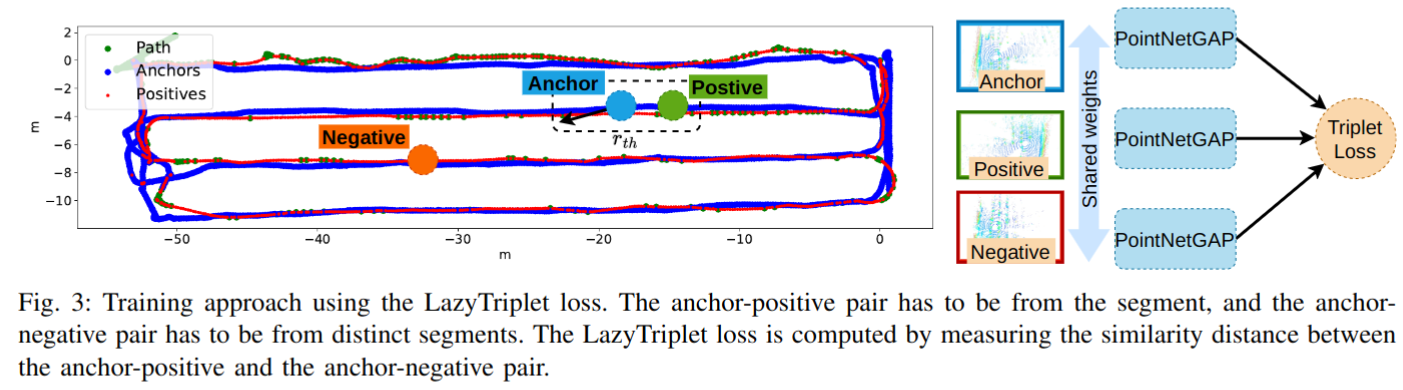 2
0
−2
−4
−6
−8
−10
m
Path
Anchors
Positives
Anchor
Postive
r_th
Negative
−50
−40
−30
−20
−10
0
m
Anchor
Positive
Negative
Shared weights
PointNetGAP
PointNetGAP
PointNetGAP
Triplet
Loss
Fig. 3: Training approach using the LazyTriplet loss. The anchor-positive pair has to be from the segment, and the anchor-
negative pair has to be from distinct segments. The LazyTriplet loss is computed by measuring the similarity distance between
the anchor-positive and the anchor-negative pair.